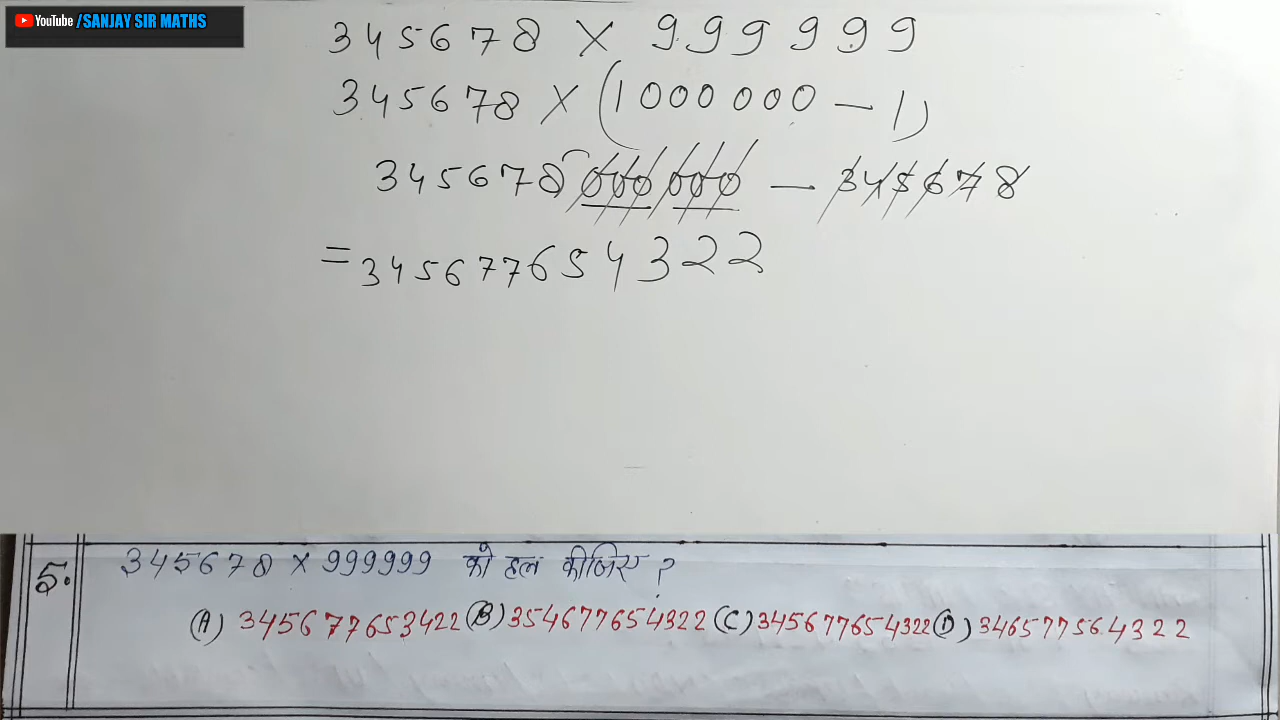 YouTube /SANJAY SIR MATHS
345678 × 999999
345678 × (1000000 — 1)
345678000000 — 345678
= 345677654322
5. 345678 × 999999 को हल कीजिए ?
(A) 345677653422 (B) 354677654322 (C) 345677654322 (D) 346577564322